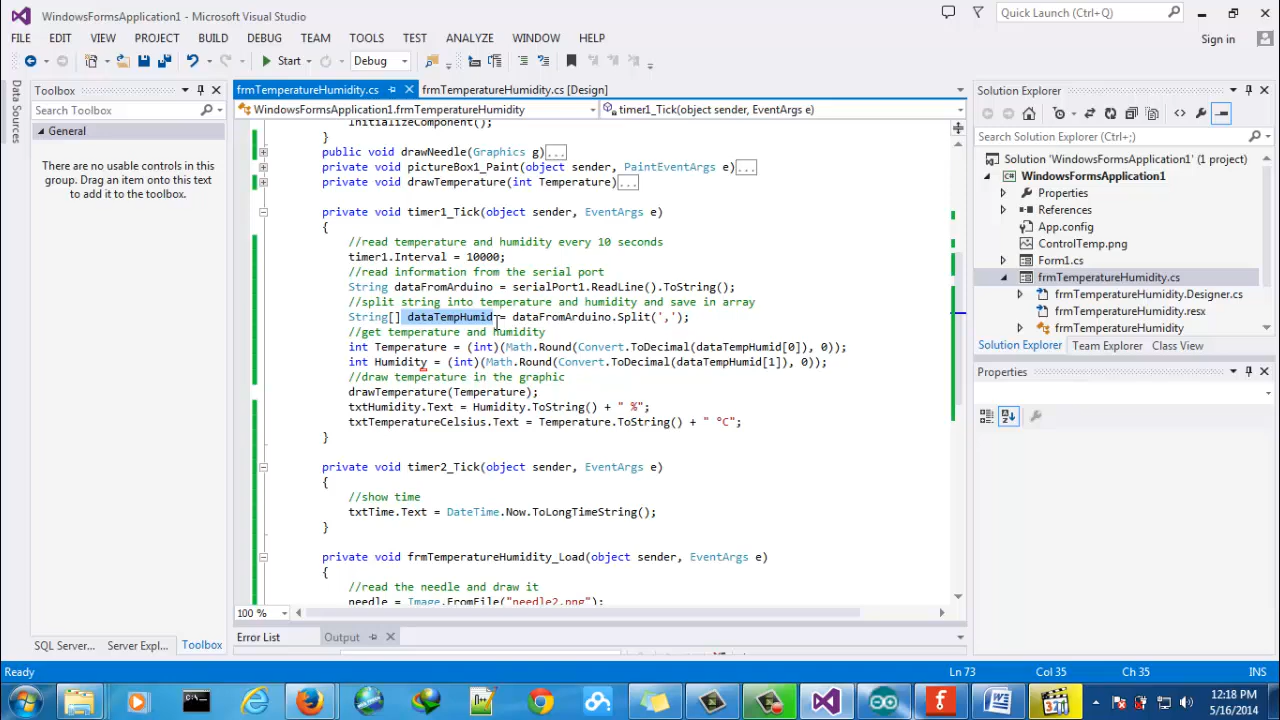 WindowsFormsApplication1 - Microsoft Visual Studio
Quick Launch (Ctrl+Q)
FILE EDIT VIEW PROJECT BUILD DEBUG TEAM TOOLS TEST ANALYZE WINDOW HELP
Sign in
Start
Debug
Data Sources
Toolbox
Search Toolbox
General
There are no usable controls in this
group. Drag an item onto this text
to add it to the toolbox.
SQL Server...
Server Expl...
Toolbox
frmTemperatureHumidity.cs
frmTemperatureHumidity.cs [Design]
WindowsFormsApplication1.frmTemperatureHumidity
timer1_Tick(object sender, EventArgs e)
InitializeComponent();
}
public void drawNeedle(Graphics g)...
private void pictureBox1_Paint(object sender, PaintEventArgs e)...
private void drawTemperature(int Temperature)...
private void timer1_Tick(object sender, EventArgs e)
{
//read temperature and humidity every 10 seconds
timer1.Interval = 10000;
//read information from the serial port
String dataFromArduino = serialPort1.ReadLine().ToString();
//split string into temperature and humidity and save in array
String[] dataTempHumid = dataFromArduino.Split(',');
//get temperature and humidity
int Temperature = (int)(Math.Round(Convert.ToDecimal(dataTempHumid[0]), 0));
int Humidity = (int)(Math.Round(Convert.ToDecimal(dataTempHumid[1]), 0));
//draw temperature in the graphic
drawTemperature(Temperature);
txtHumidity.Text = Humidity.ToString() + " %";
txtTemperatureCelsius.Text = Temperature.ToString() + " °C";
}
private void timer2_Tick(object sender, EventArgs e)
{
//show time
txtTime.Text = DateTime.Now.ToLongTimeString();
}
private void frmTemperatureHumidity_Load(object sender, EventArgs e)
{
//read the needle and draw it
needle = Image.FromFile("needle2.png");
100 %
Error List
Output
Solution Explorer
Search Solution Explorer (Ctrl+;)
Solution 'WindowsFormsApplication1' (1 project)
WindowsFormsApplication1
Properties
References
App.config
ControlTemp.png
Form1.cs
frmTemperatureHumidity.cs
frmTemperatureHumidity.Designer.cs
frmTemperatureHumidity.resx
frmTemperatureHumidity
Solution Explorer
Team Explorer
Class View
Properties
Ready
Ln 73
Col 35
Ch 35
INS
12:18 PM
5/16/2014